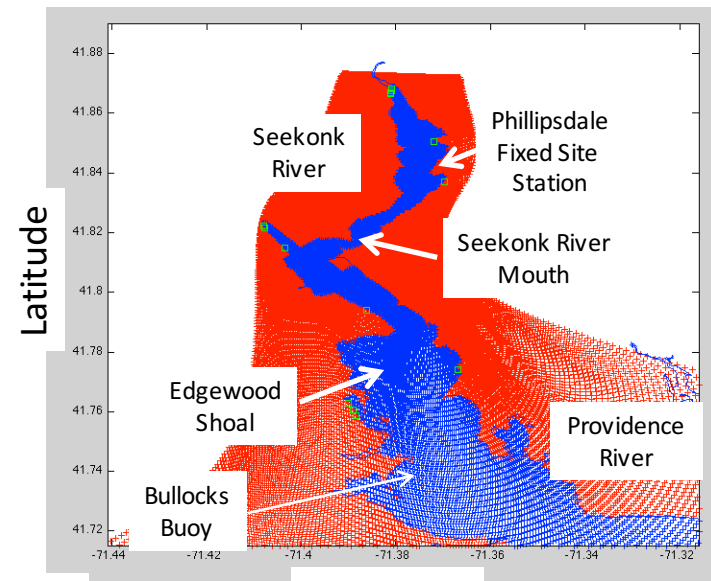 41.88
41.86
41.84
41.82
41.8
41.78
41.76
41.74
41.72
Latitude
Seekonk
River
Phillipsdale
Fixed Site
Station
Seekonk River
Mouth
Edgewood
Shoal
Providence
River
Bullocks
Buoy
-71.44
-71.42
-71.4
-71.38
-71.36
-71.34
-71.32